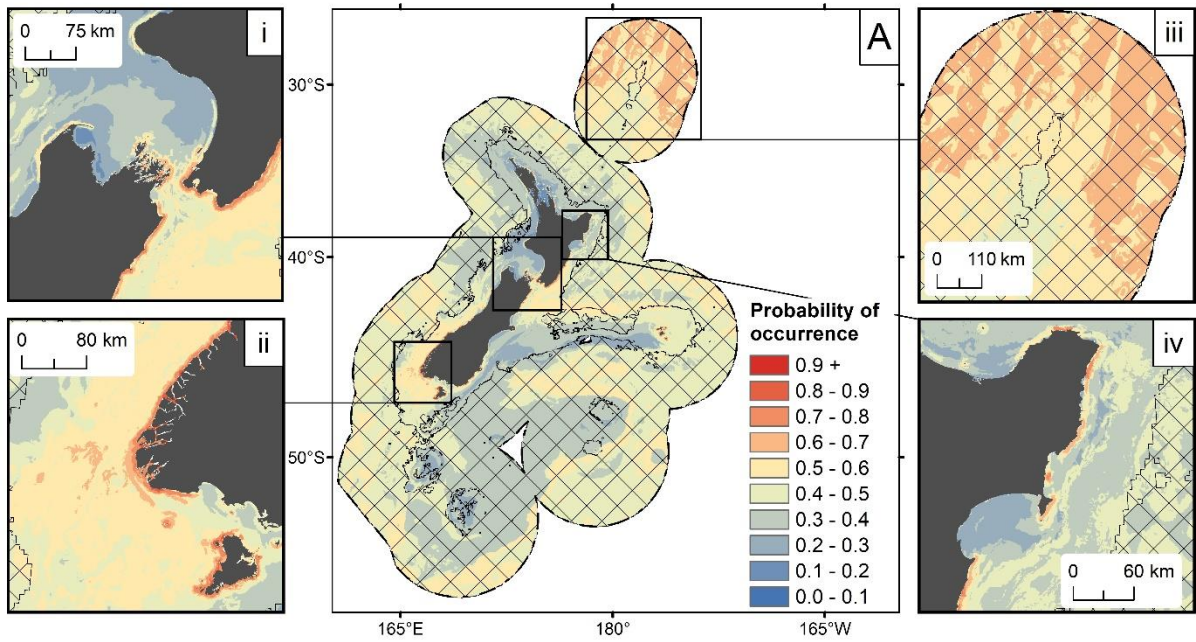 i
0 75 km
A
iii
0 110 km
30°S
40°S
50°S
165°E
180°
165°W
ii
0 80 km
iv
0 60 km
Probability of
occurrence
0.9 +
0.8 - 0.9
0.7 - 0.8
0.6 - 0.7
0.5 - 0.6
0.4 - 0.5
0.3 - 0.4
0.2 - 0.3
0.1 - 0.2
0.0 - 0.1